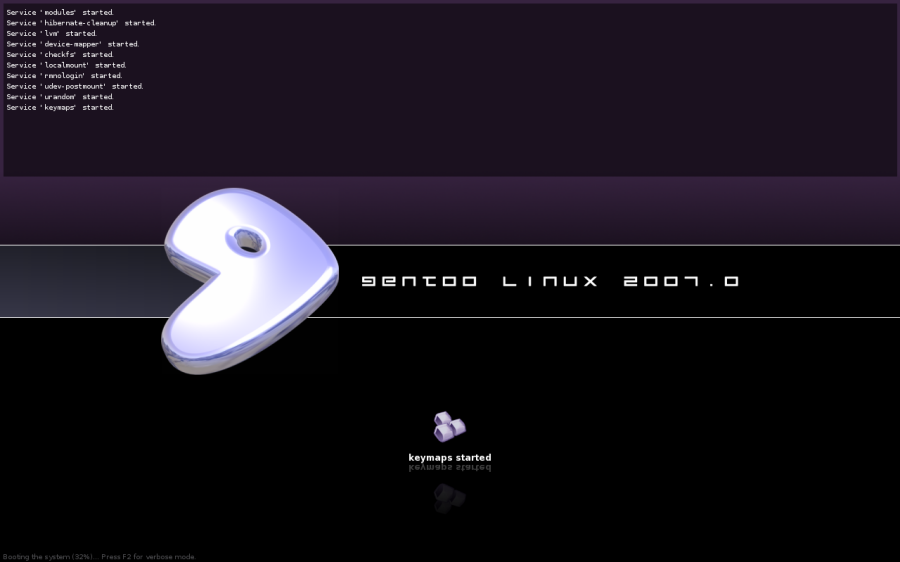 Service 'modules' started.
Service 'hibernate-cleanup' started.
Service 'lvm' started.
Service 'device-mapper' started.
Service 'checkfs' started.
Service 'localmount' started.
Service 'rmnologin' started.
Service 'udev-postmount' started.
Service 'urandom' started.
Service 'keymaps' started.
gentoo linux 2007.0
keymaps started
Booting the system (32%)... Press F2 for verbose mode.